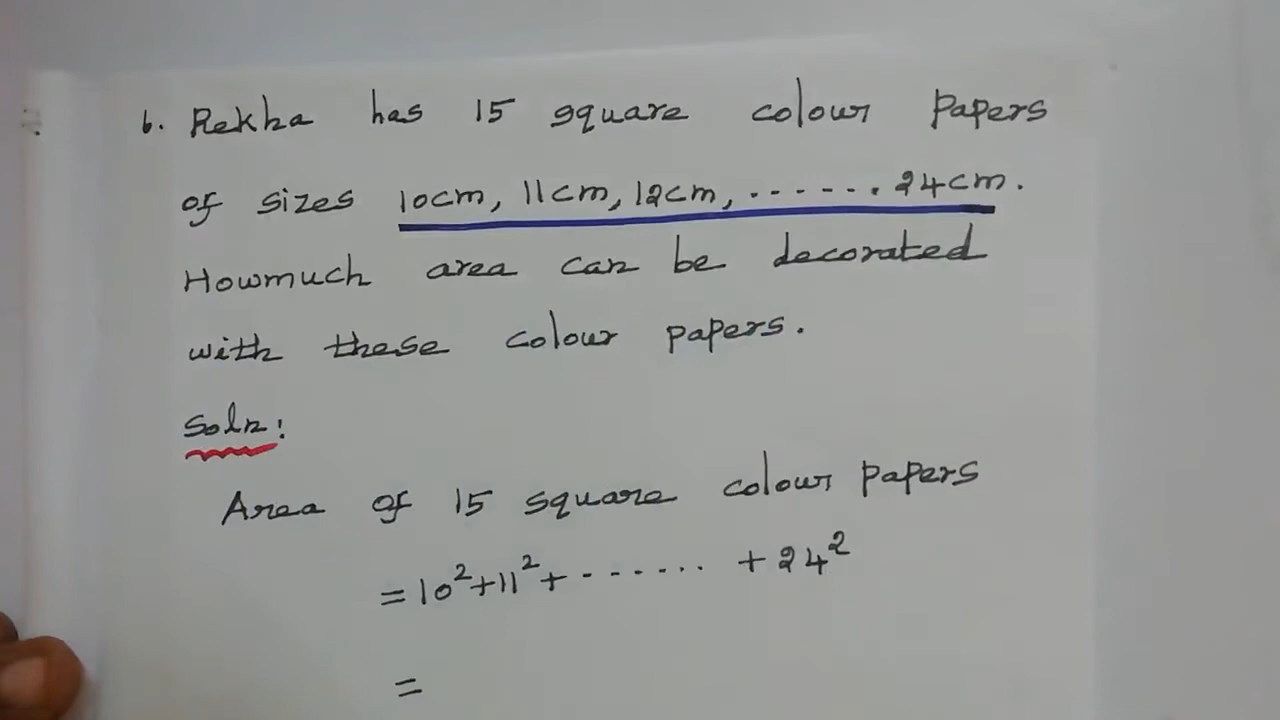 6. Rekha has 15 square colour papers
of sizes 10cm, 11cm, 12cm, ....... 24cm.
Howmuch area can be decorated
with these colour papers.
Soln:
Area of 15 square colour papers
= 10² + 11² + ....... + 24²
=